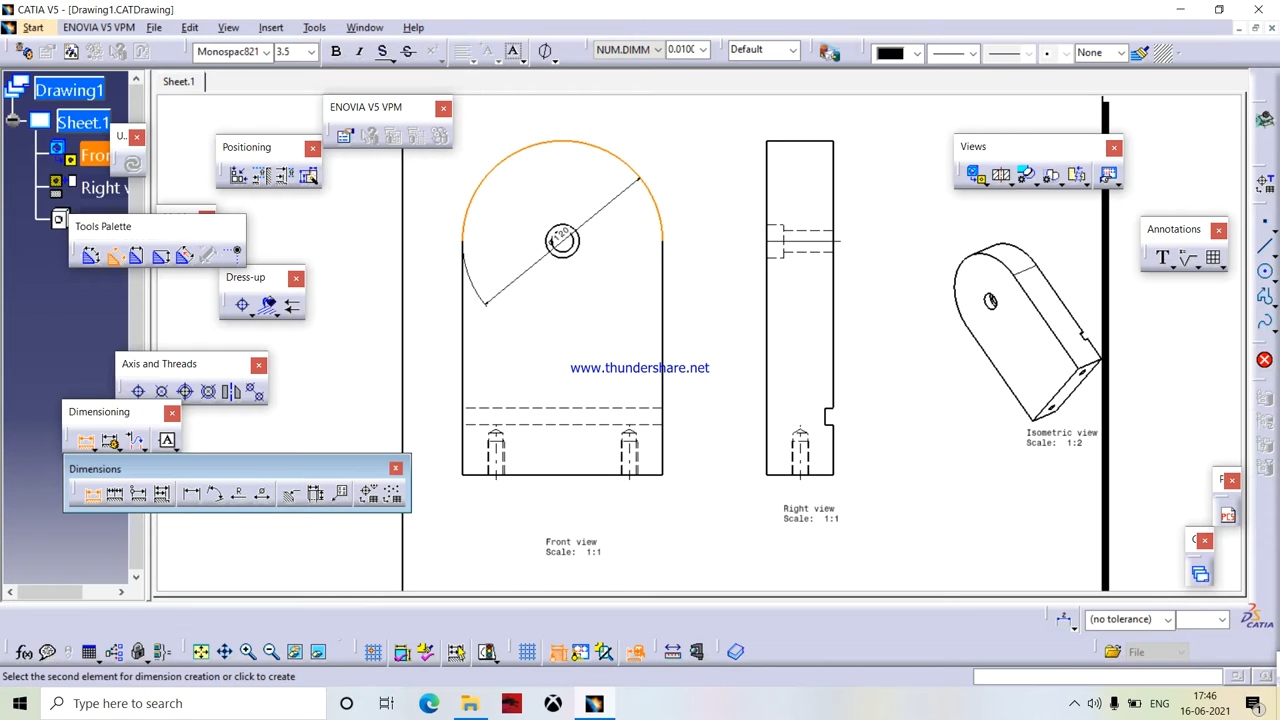 CATIA V5 - [Drawing1.CATDrawing]
Start ENOVIA V5 VPM File Edit View Insert Tools Window Help
Monospac821 3.5 B I S S NUM.DIMM 0.0100 Default None
Sheet.1
Drawing1
Sheet.1
Fro
Right v
U..
ENOVIA V5 VPM
Positioning
Views
Tools Palette
Annotations
Dress-up
Axis and Threads
Dimensioning
Dimensions
www.thundershare.net
Isometric view
Scale: 1:2
Right view
Scale: 1:1
Front view
Scale: 1:1
F
PCS
(no tolerance)
CATIA
File
Select the second element for dimension creation or click to create
Type here to search
ENG
17:46
16-06-2021
1